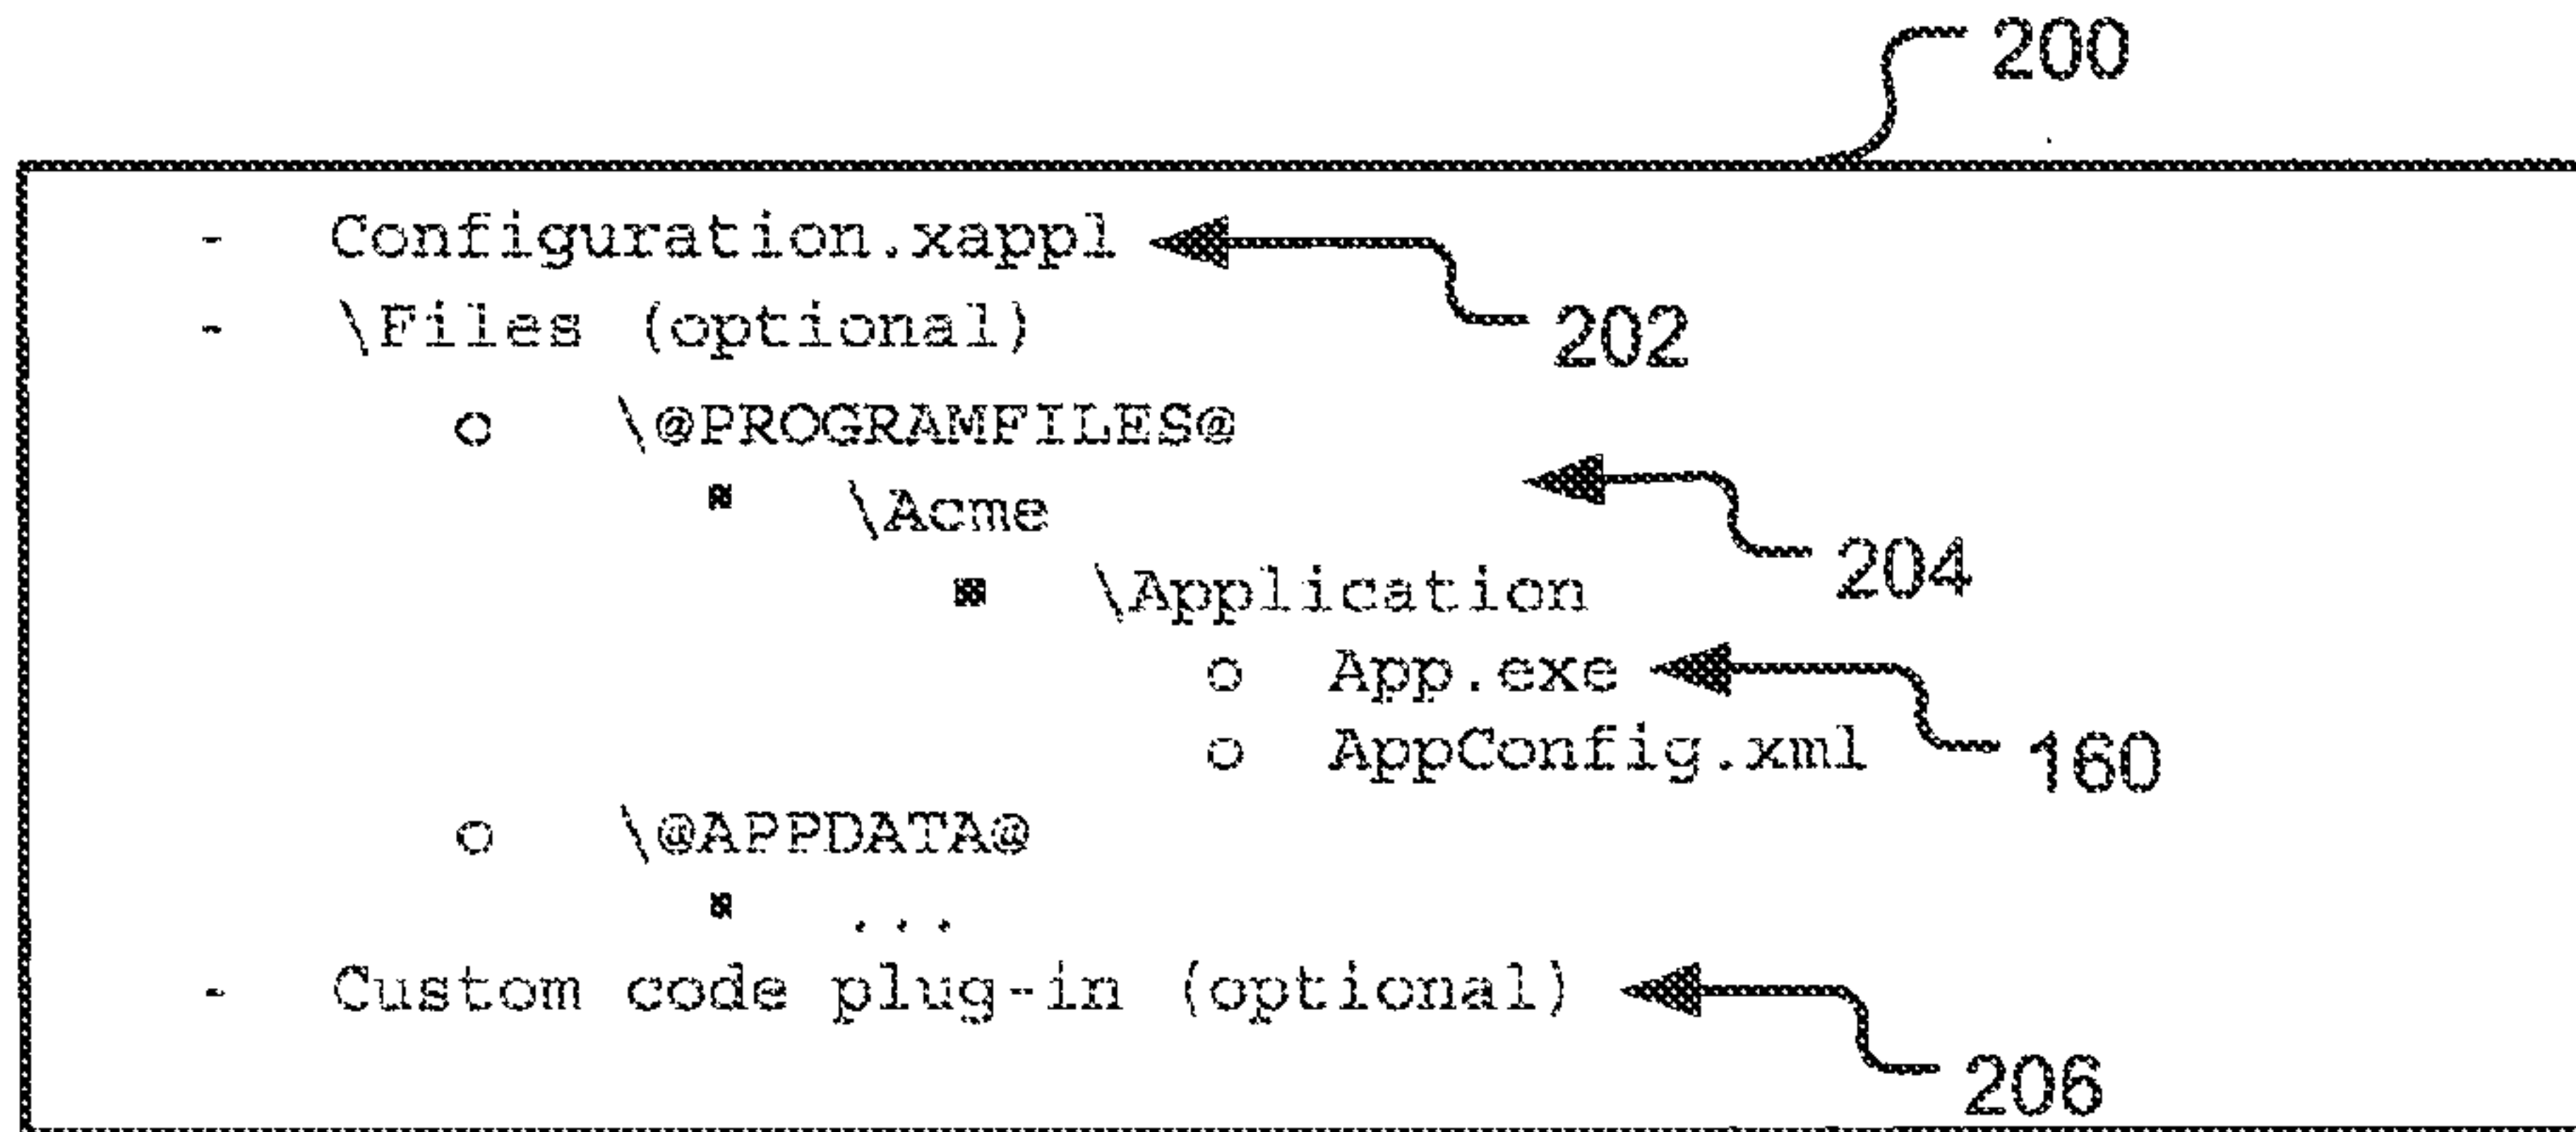 200
- Configuration.xappl
202
- \Files (optional)
o \@PROGRAMFILES@
204
▪ \Acme
▪ \Application
o App.exe
160
o AppConfig.xml
o \@APPDATA@
▪ ...
- Custom code plug-in (optional)
206